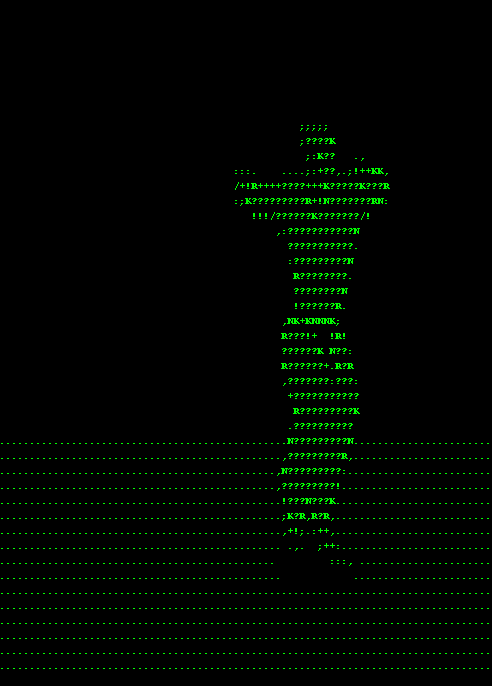 ;;;;;
;????K
;:K??   .,
:::.    ....;:+??,.;!++KK,
/+!R++++????+++K?????K???R
:;K?????????R+!N???????RN:
!!!/??????K???????/!
,:???????????N
???????????.
:?????????N
R????????.
????????N
!??????R.
,NK+KNNNK;
R???!+  !R!
??????K N??:
R??????+.R?R
,???????:???:
+???????????
R?????????K
.??????????
................................................N?????????N.......................
...............................................,?????????R,.......................
..............................................,N?????????:........................
..............................................,?????????!.........................
...............................................!???N???K..........................
...............................................;K?R,R?R,..........................
...............................................,+!; :++,..........................
............................................... .,.  ;++:.........................
..............................................         :::, ......................
...............................................            .......................
..................................................................................
..................................................................................
..................................................................................
..................................................................................
..................................................................................
..................................................................................